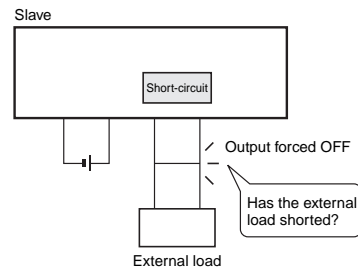 Slave
Short-circuit
Output forced OFF
Has the external
load shorted?
External load